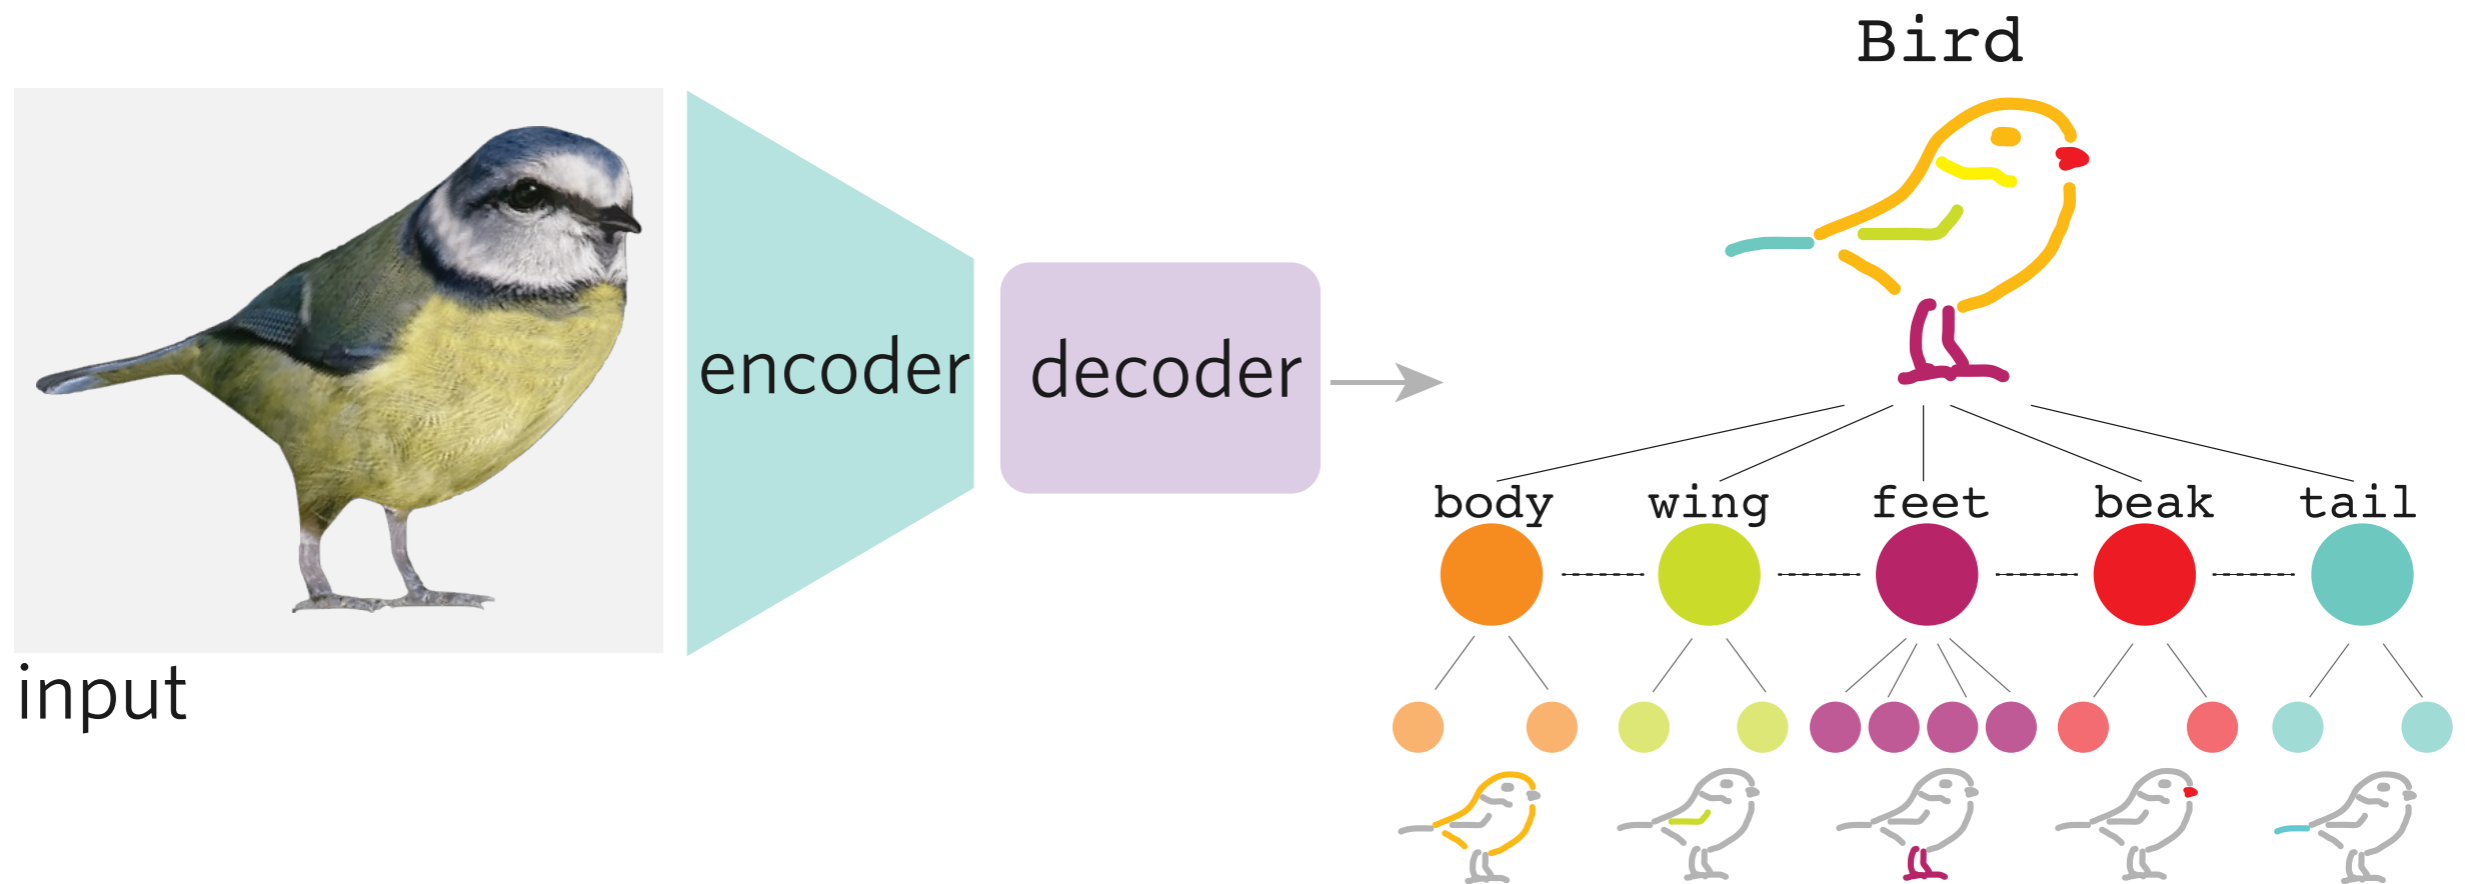 Bird
encoder
decoder
body wing feet beak tail
input